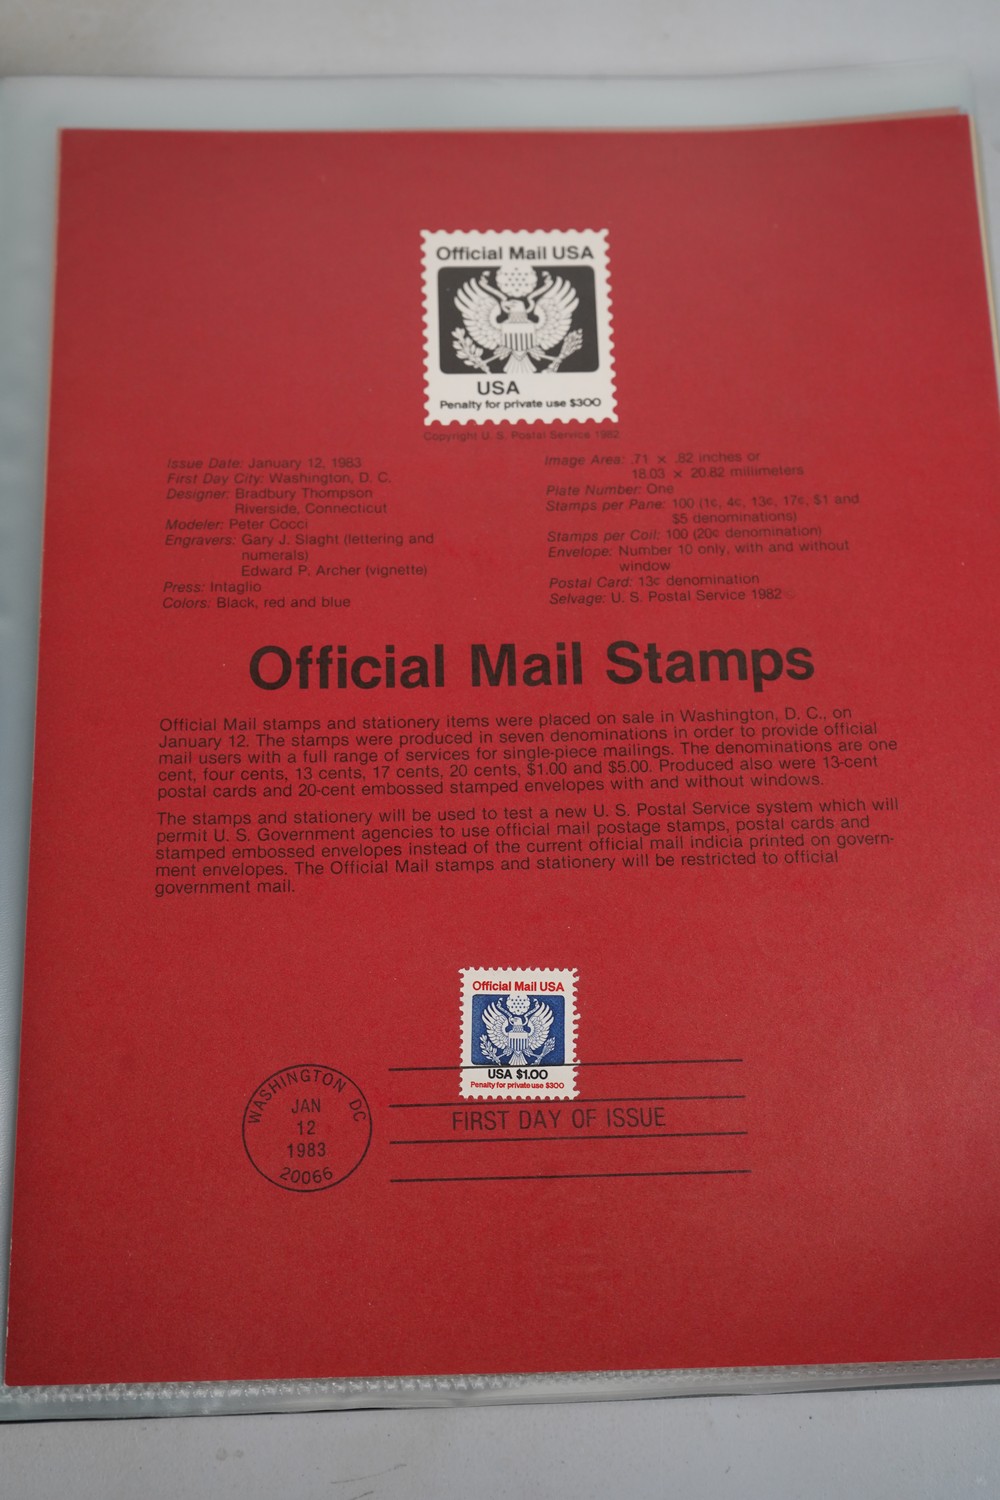 Official Mail USA
USA
Penalty for private use $300
Copyright U. S. Postal Service 1982
Issue Date: January 12, 1983
First Day City: Washington, D. C.
Designer: Bradbury Thompson
Riverside, Connecticut
Modeler: Peter Cocci
Engravers: Gary J. Slaght (lettering and
numerals)
Edward P. Archer (vignette)
Press: Intaglio
Colors: Black, red and blue
Image Area: .71 × .82 inches or
18.03 × 20.82 millimeters
Plate Number: One
Stamps per Pane: 100 (1¢, 4¢, 13¢, 17¢, $1 and
$5 denominations)
Stamps per Coil: 100 (20¢ denomination)
Envelope: Number 10 only, with and without
window
Postal Card: 13¢ denomination
Selvage: U. S. Postal Service 1982©
Official Mail Stamps
Official Mail stamps and stationery items were placed on sale in Washington, D. C., on
January 12. The stamps were produced in seven denominations in order to provide official
mail users with a full range of services for single-piece mailings. The denominations are one
cent, four cents, 13 cents, 17 cents, 20 cents, $1.00 and $5.00. Produced also were 13-cent
postal cards and 20-cent embossed stamped envelopes with and without windows.
The stamps and stationery will be used to test a new U. S. Postal Service system which will
permit U. S. Government agencies to use official mail postage stamps, postal cards and
stamped embossed envelopes instead of the current official mail indicia printed on govern-
ment envelopes. The Official Mail stamps and stationery will be restricted to official
government mail.
Official Mail USA
USA $1.00
Penalty for private use $300
WASHINGTON DC
JAN
12
1983
20066
FIRST DAY OF ISSUE